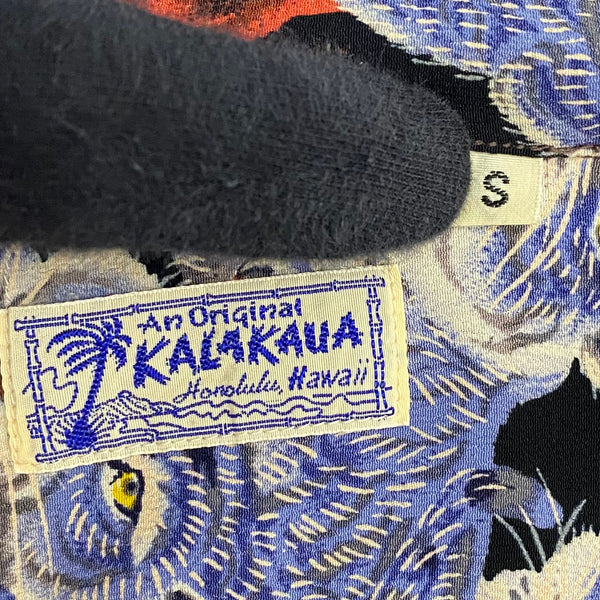 S
An Original
KALAKAUA
Honolulu, Hawaii